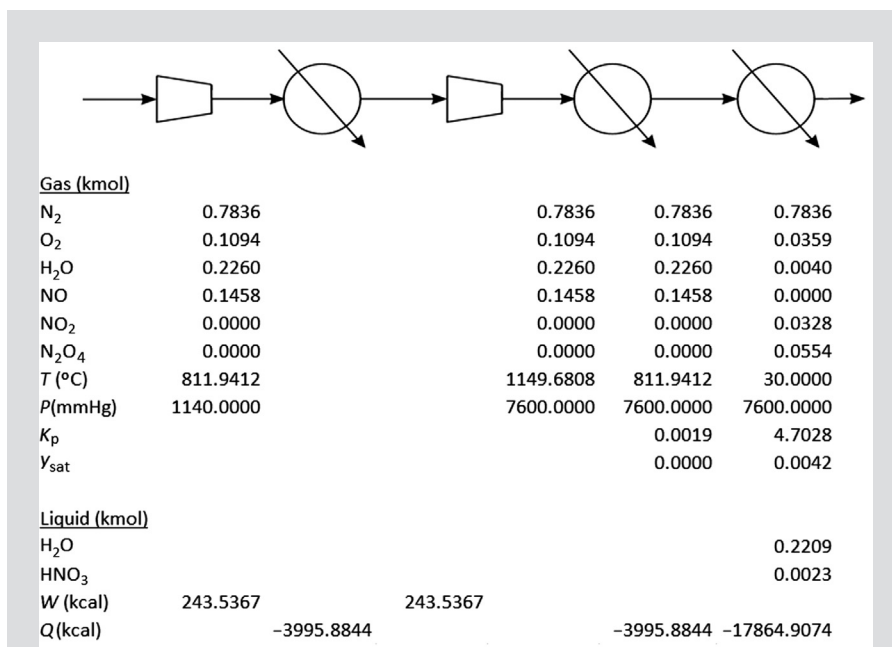 Gas (kmol)
N₂ 0.7836 0.7836 0.7836 0.7836
O₂ 0.1094 0.1094 0.1094 0.0359
H₂O 0.2260 0.2260 0.2260 0.0040
NO 0.1458 0.1458 0.1458 0.0000
NO₂ 0.0000 0.0000 0.0000 0.0328
N₂O₄ 0.0000 0.0000 0.0000 0.0554
T (ºC) 811.9412 1149.6808 811.9412 30.0000
P(mmHg) 1140.0000 7600.0000 7600.0000 7600.0000
Kp 0.0019 4.7028
ysat 0.0000 0.0042
Liquid (kmol)
H₂O 0.2209
HNO₃ 0.0023
W (kcal) 243.5367 243.5367
Q(kcal) −3995.8844 −3995.8844 −17864.9074